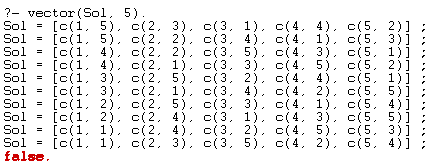 ?- vector(Sol, 5).
Sol = [c(1, 5), c(2, 3), c(3, 1), c(4, 4), c(5, 2)] ;
Sol = [c(1, 5), c(2, 2), c(3, 4), c(4, 1), c(5, 3)] ;
Sol = [c(1, 4), c(2, 2), c(3, 5), c(4, 3), c(5, 1)] ;
Sol = [c(1, 4), c(2, 1), c(3, 3), c(4, 5), c(5, 2)] ;
Sol = [c(1, 3), c(2, 5), c(3, 2), c(4, 4), c(5, 1)] ;
Sol = [c(1, 3), c(2, 1), c(3, 4), c(4, 2), c(5, 5)] ;
Sol = [c(1, 2), c(2, 5), c(3, 3), c(4, 1), c(5, 4)] ;
Sol = [c(1, 2), c(2, 4), c(3, 1), c(4, 3), c(5, 5)] ;
Sol = [c(1, 1), c(2, 4), c(3, 2), c(4, 5), c(5, 3)] ;
Sol = [c(1, 1), c(2, 3), c(3, 5), c(4, 2), c(5, 4)] ;
false.